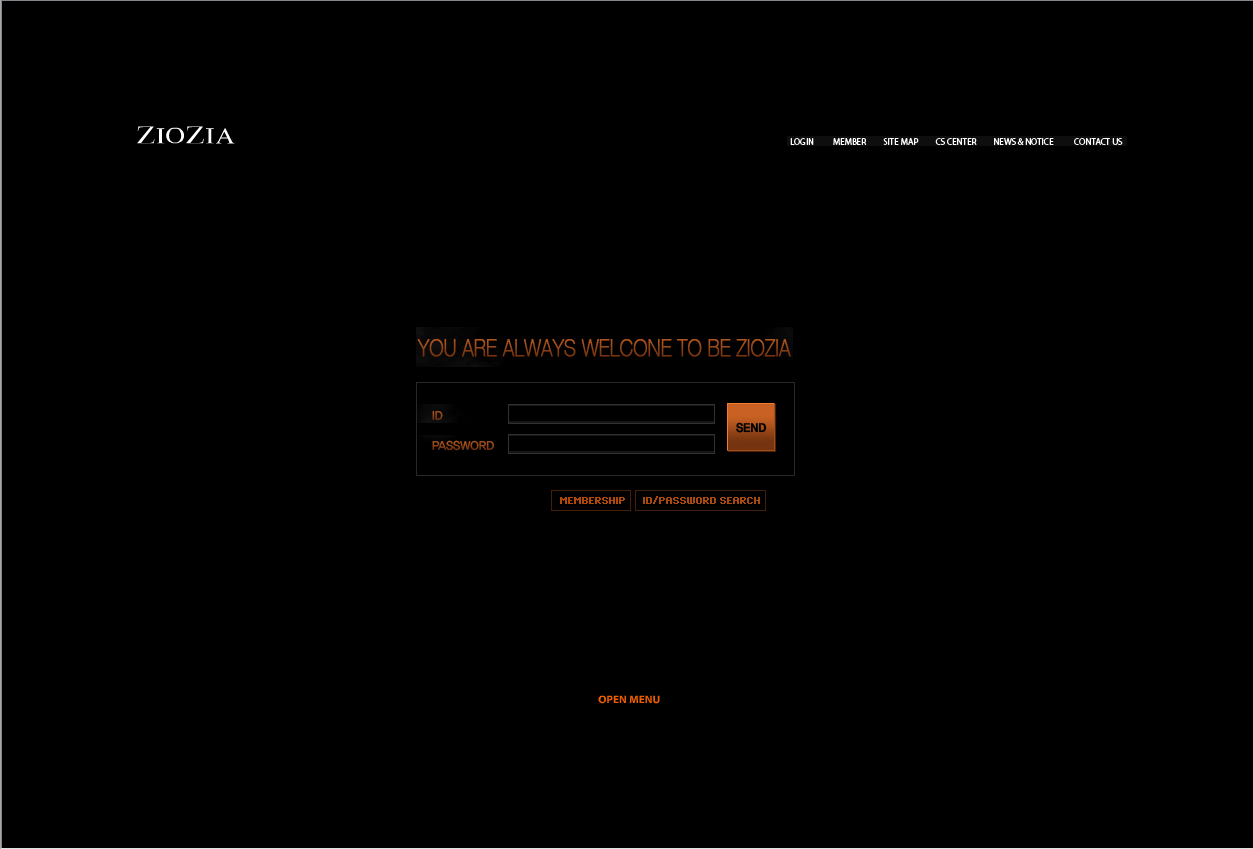 ZIOZIA
LOGIN MEMBER SITE MAP CS CENTER NEWS & NOTICE CONTACT US
YOU ARE ALWAYS WELCONE TO BE ZIOZIA
ID
SEND
PASSWORD
MEMBERSHIP ID/PASSWORD SEARCH
OPEN MENU